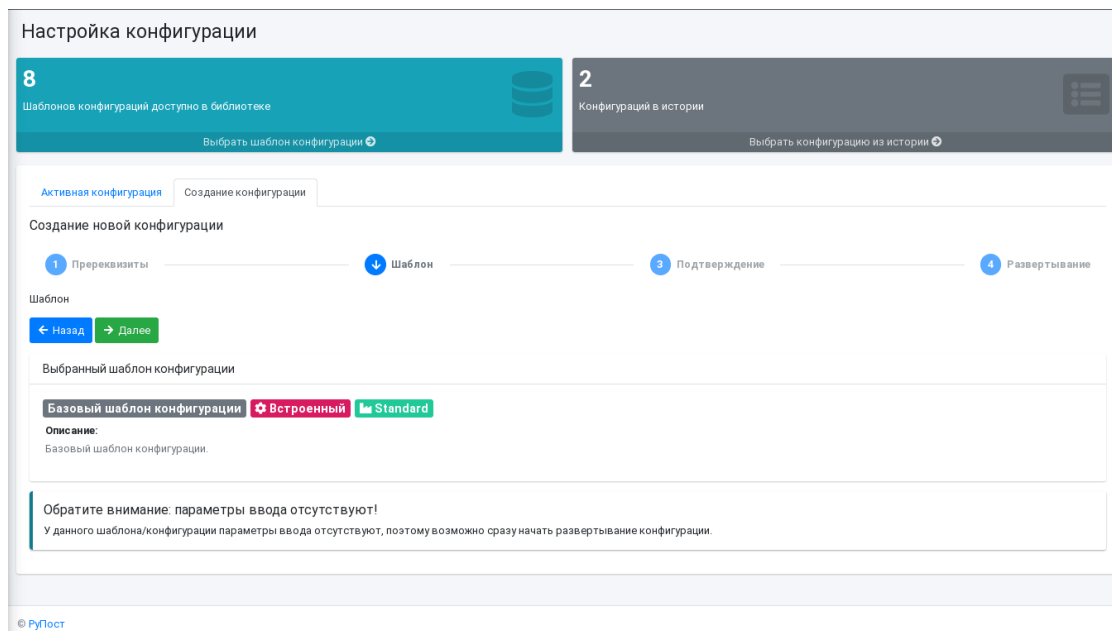 Настройка конфигурации
8
Шаблонов конфигураций доступно в библиотеке
Выбрать шаблон конфигурации
2
Конфигураций в истории
Выбрать конфигурацию из истории
Активная конфигурация Создание конфигурации
Создание новой конфигурации
1 Пререквизиты Шаблон 3 Подтверждение 4 Развертывание
Шаблон
Назад Далее
Выбранный шаблон конфигурации
Базовый шаблон конфигурации Встроенный Standard
Описание:
Базовый шаблон конфигурации.
Обратите внимание: параметры ввода отсутствуют!
У данного шаблона/конфигурации параметры ввода отсутствуют, поэтому возможно сразу начать развертывание конфигурации.
© РуПост